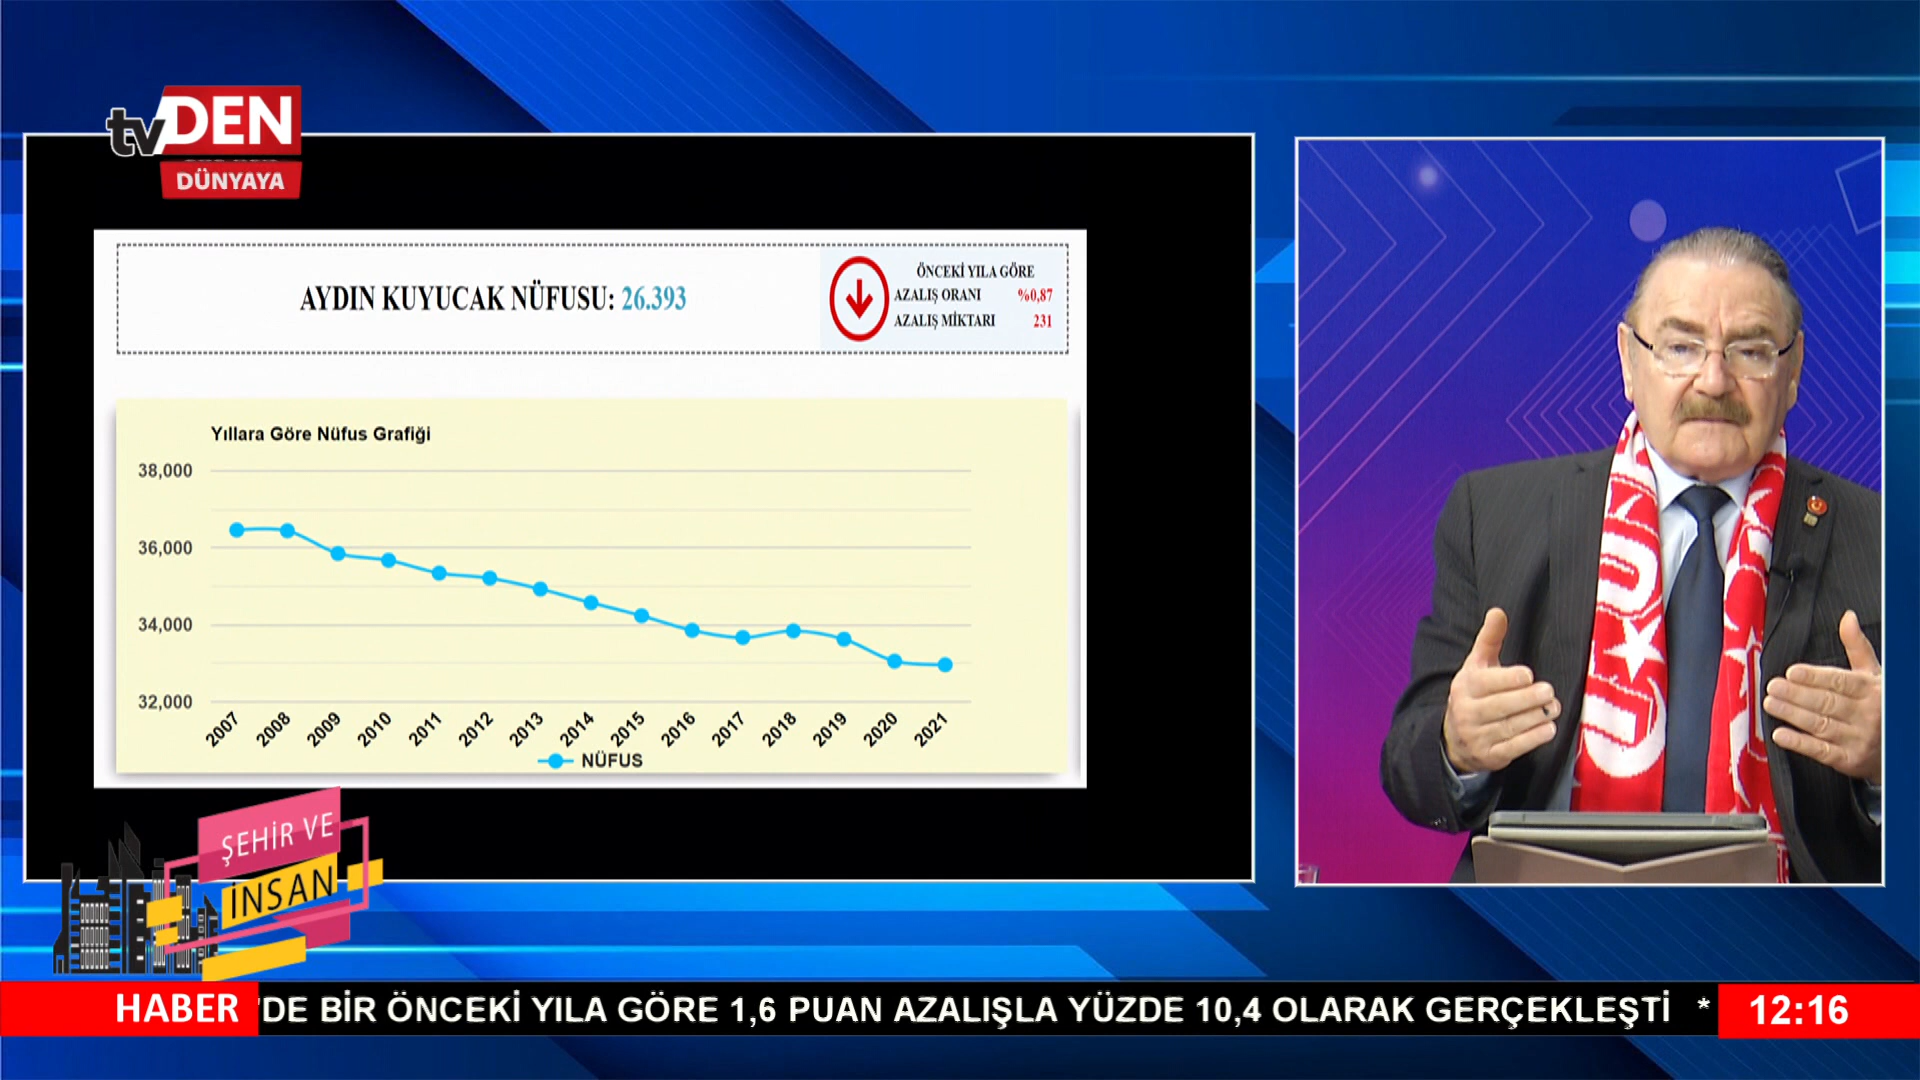 tvDEN
DÜNYAYA
AYDIN KUYUCAK NÜFUSU: 26.393
ÖNCEKİ YILA GÖRE
AZALIŞ ORANI %0,87
AZALIŞ MİKTARI 231
Yıllara Göre Nüfus Grafiği
38,000
36,000
34,000
32,000
2007 2008 2009 2010 2011 2012 2013 2014 2015 2016 2017 2018 2019 2020 2021
NÜFUS
ŞEHİR VE
İNSAN
HABER 'DE BİR ÖNCEKİ YILA GÖRE 1,6 PUAN AZALIŞLA YÜZDE 10,4 OLARAK GERÇEKLEŞTİ * 12:16